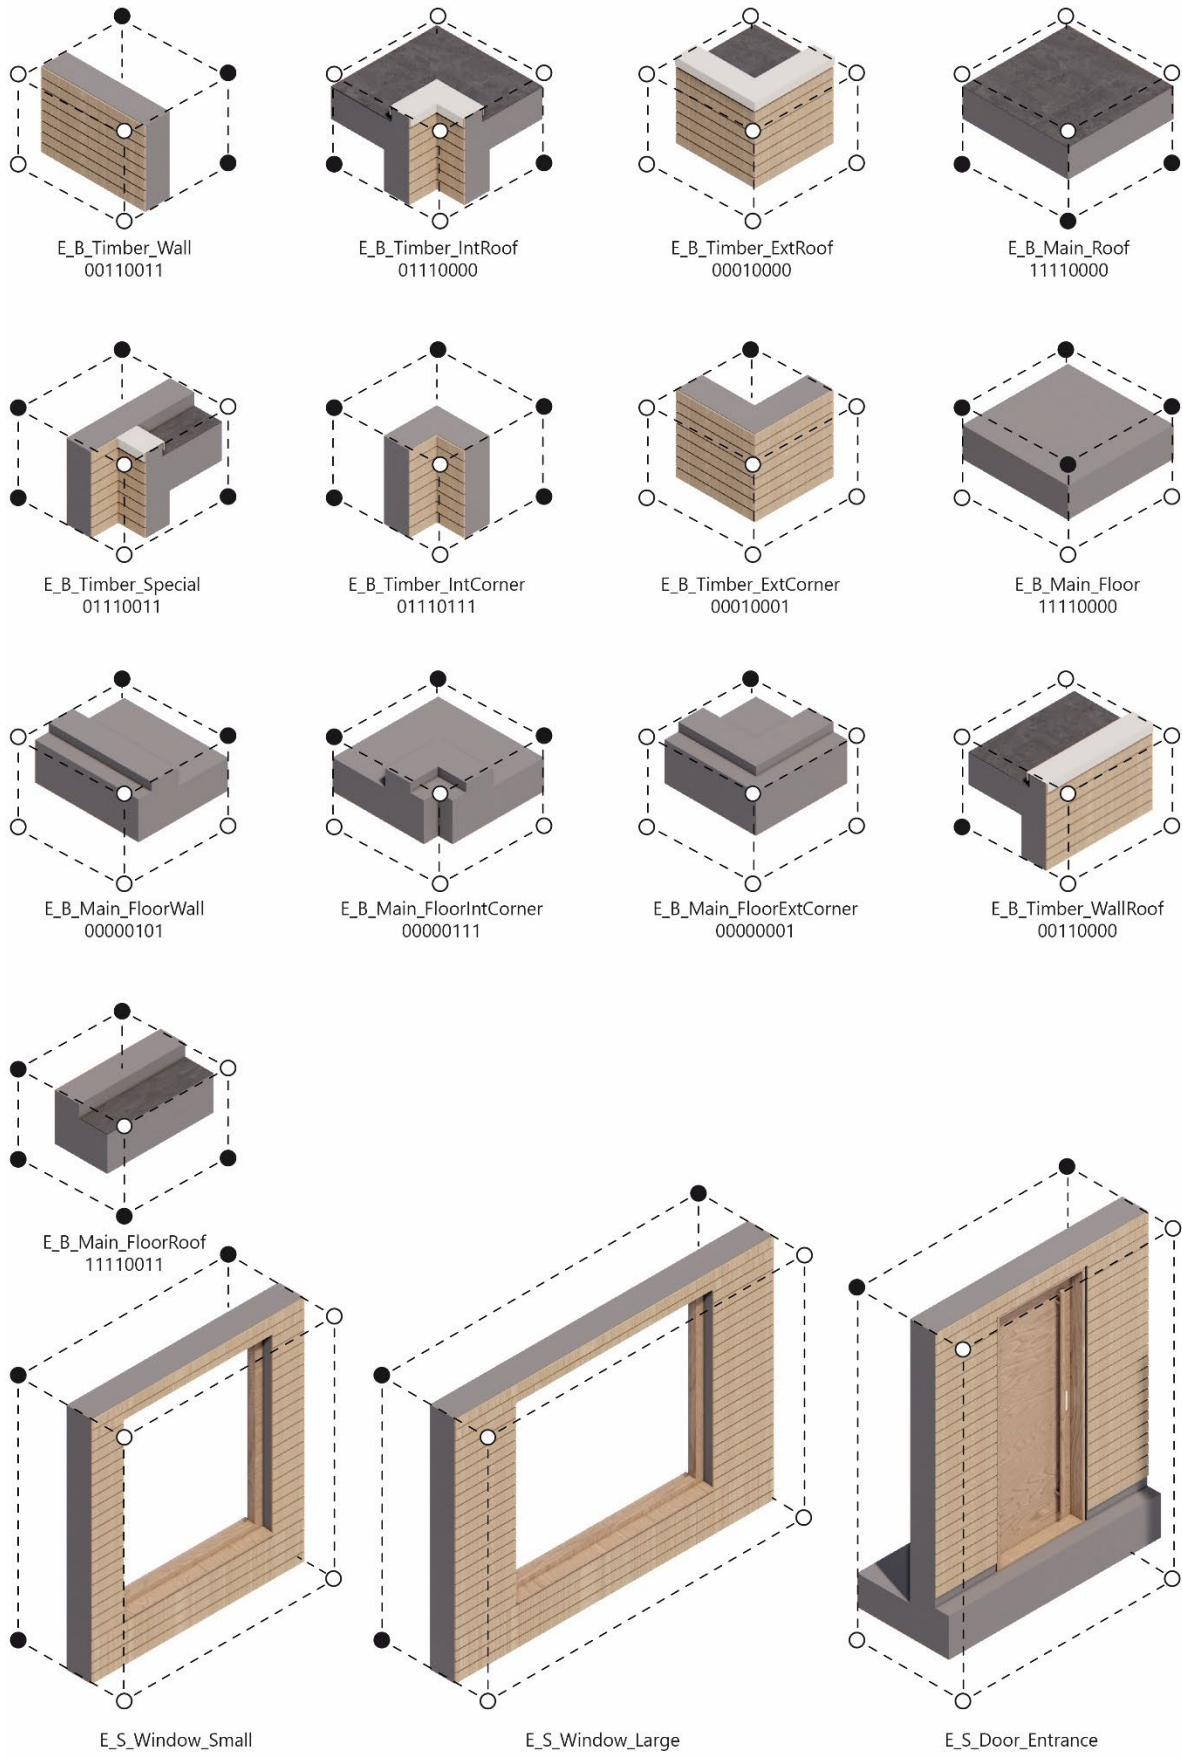 E_B_Timber_Wall
00110011
E_B_Timber_IntRoof
01110000
E_B_Timber_ExtRoof
00010000
E_B_Main_Roof
11110000
E_B_Timber_Special
01110011
E_B_Timber_IntCorner
01110111
E_B_Timber_ExtCorner
00010001
E_B_Main_Floor
11110000
E_B_Main_FloorWall
00000101
E_B_Main_FloorIntCorner
00000111
E_B_Main_FloorExtCorner
00000001
E_B_Timber_WallRoof
00110000
E_B_Main_FloorRoof
11110011
E_S_Window_Small
E_S_Window_Large
E_S_Door_Entrance